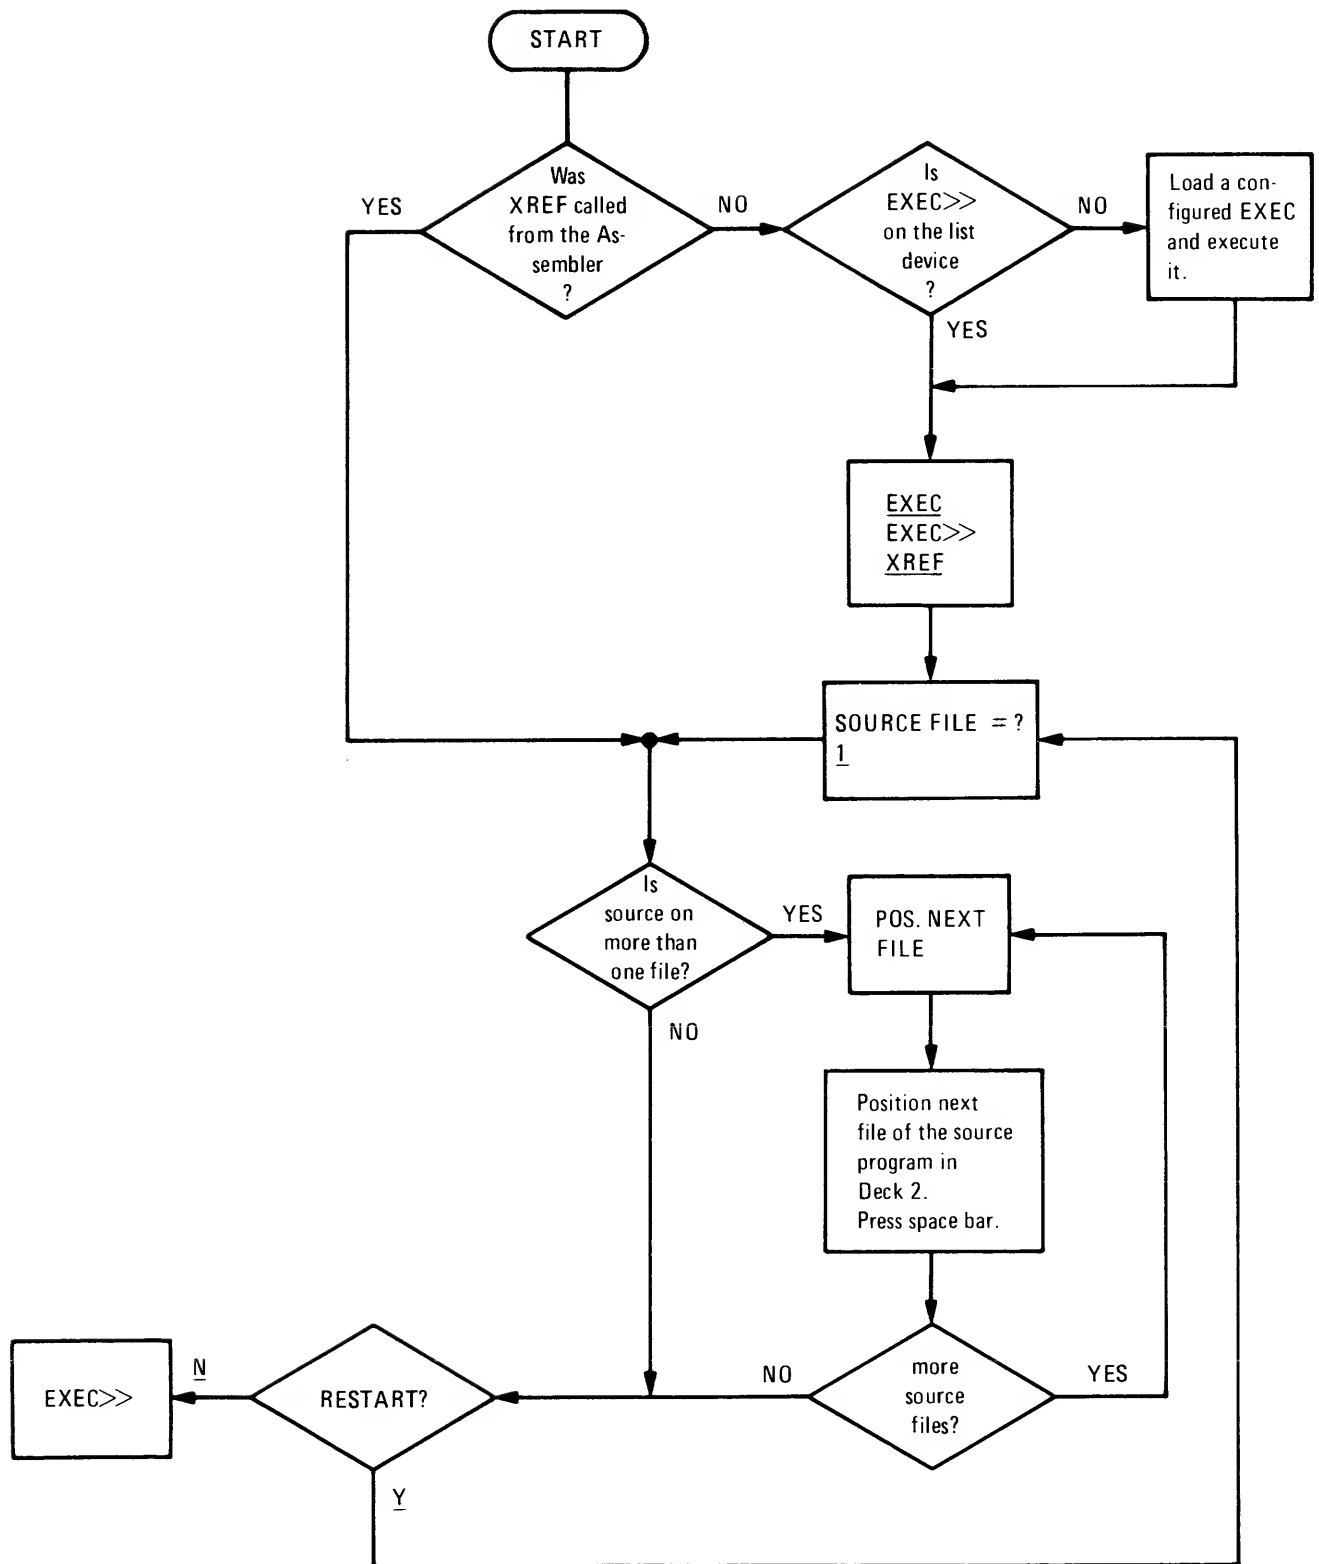 START
Was
XREF called
from the As-
sembler
?
YES
NO
Is
EXEC>>
on the list
device
?
NO
YES
Load a con-
figured EXEC
and execute
it.
EXEC
EXEC>>
XREF
SOURCE FILE = ?
1
Is
source on
more than
one file?
YES
NO
POS. NEXT
FILE
Position next
file of the source
program in
Deck 2.
Press space bar.
more
source
files?
NO
YES
RESTART?
N
Y
EXEC>>